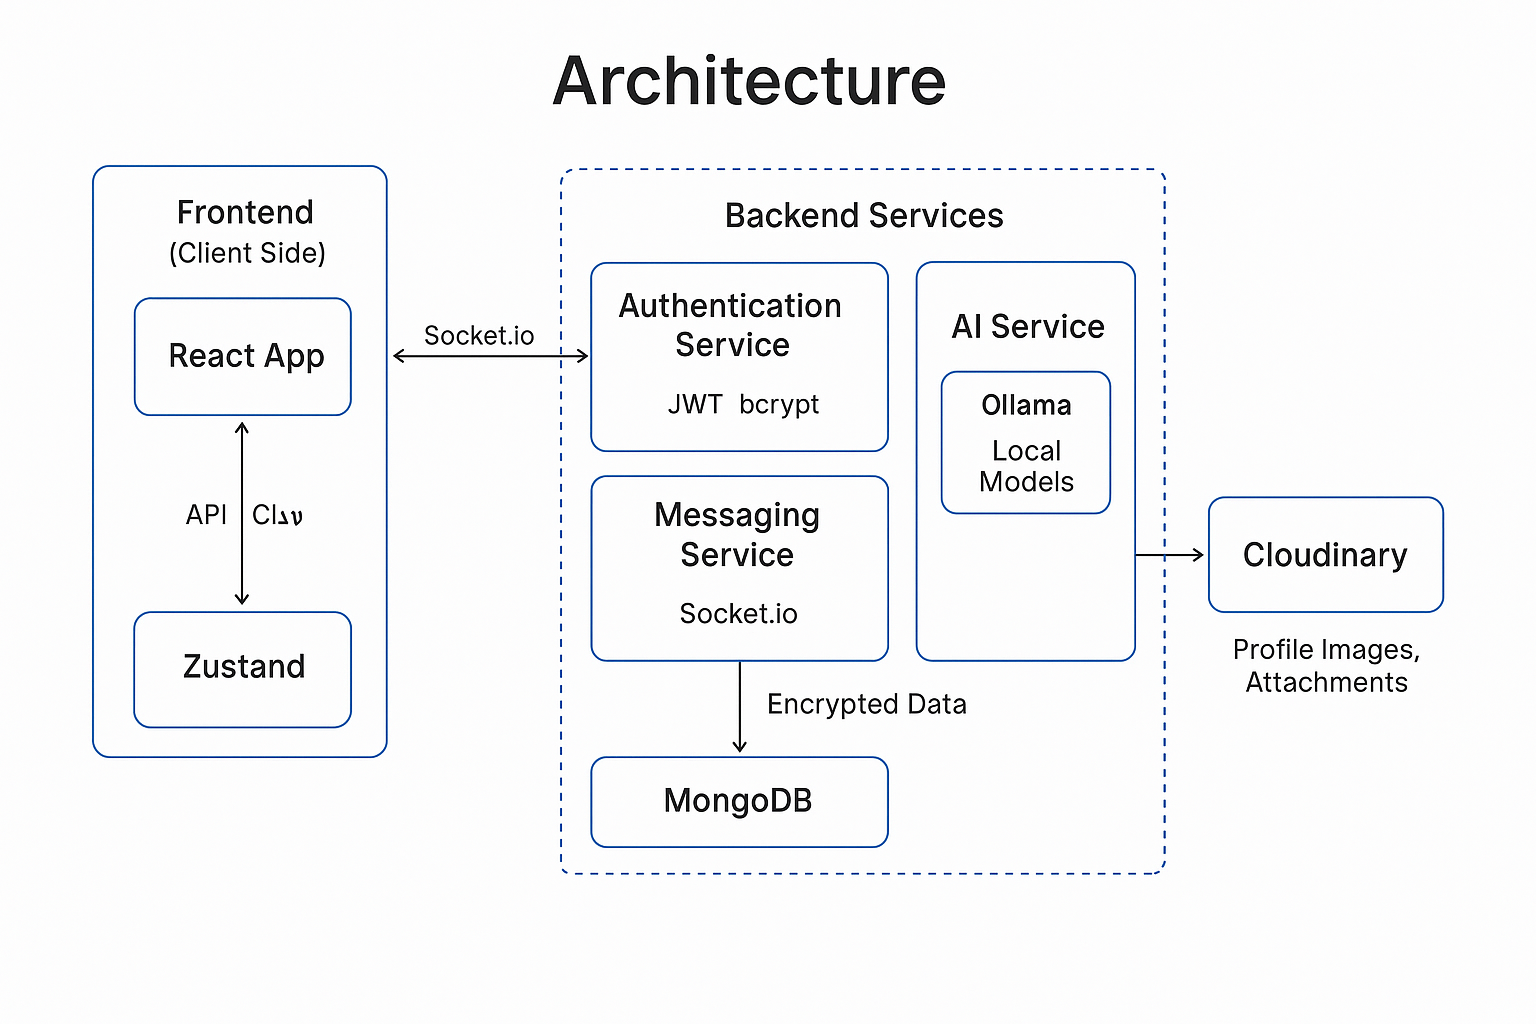 Architecture
Frontend
(Client Side)
React App
API
Zustand
Socket.io
Backend Services
Authentication
Service
JWT bcrypt
Messaging
Service
Socket.io
Encrypted Data
MongoDB
AI Service
Ollama
Local
Models
Cloudinary
Profile Images,
Attachments